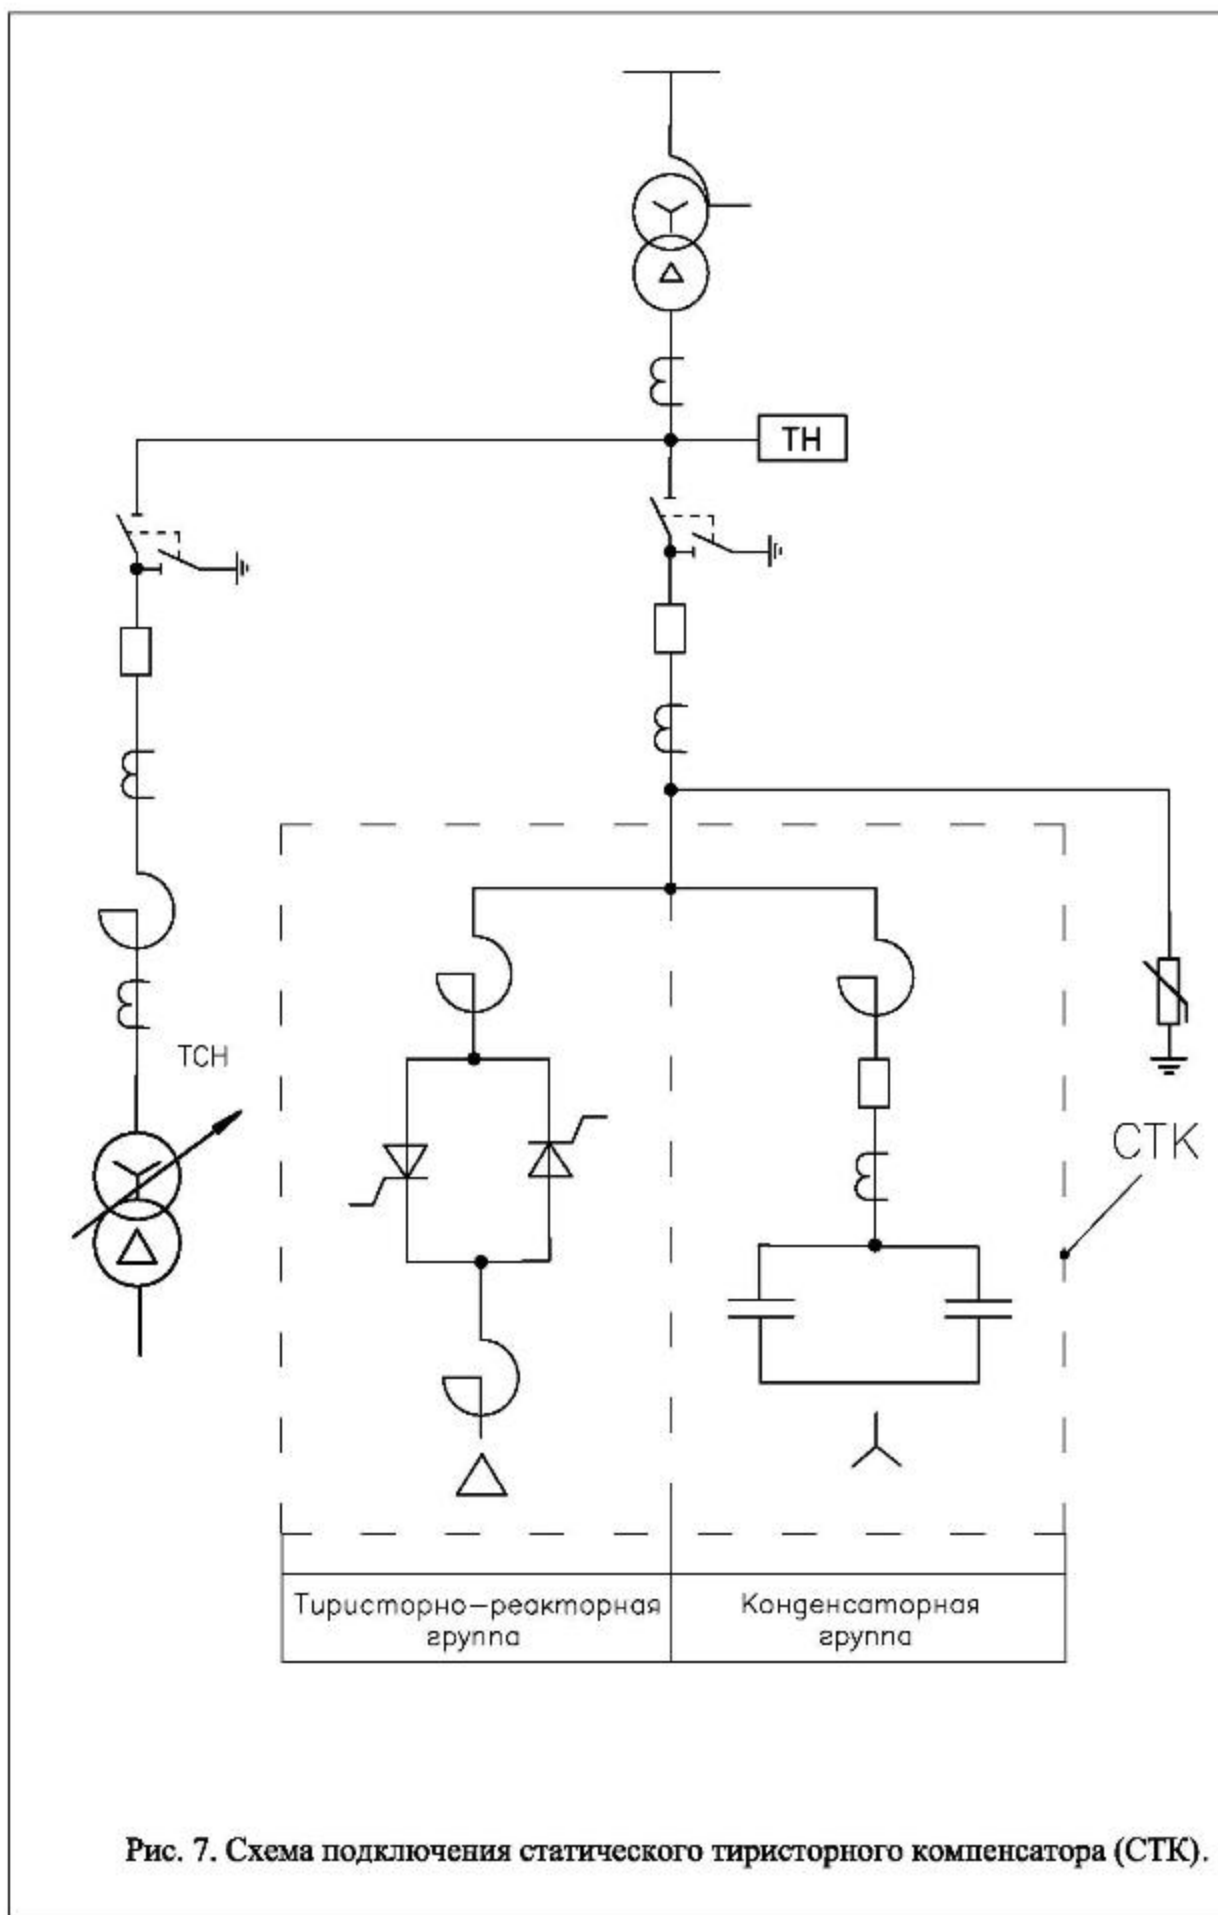 ТН
ТСН
СТК
Тиристорно-реакторная
группа
Конденсаторная
группа
Рис. 7. Схема подключения статического тиристорного компенсатора (СТК).